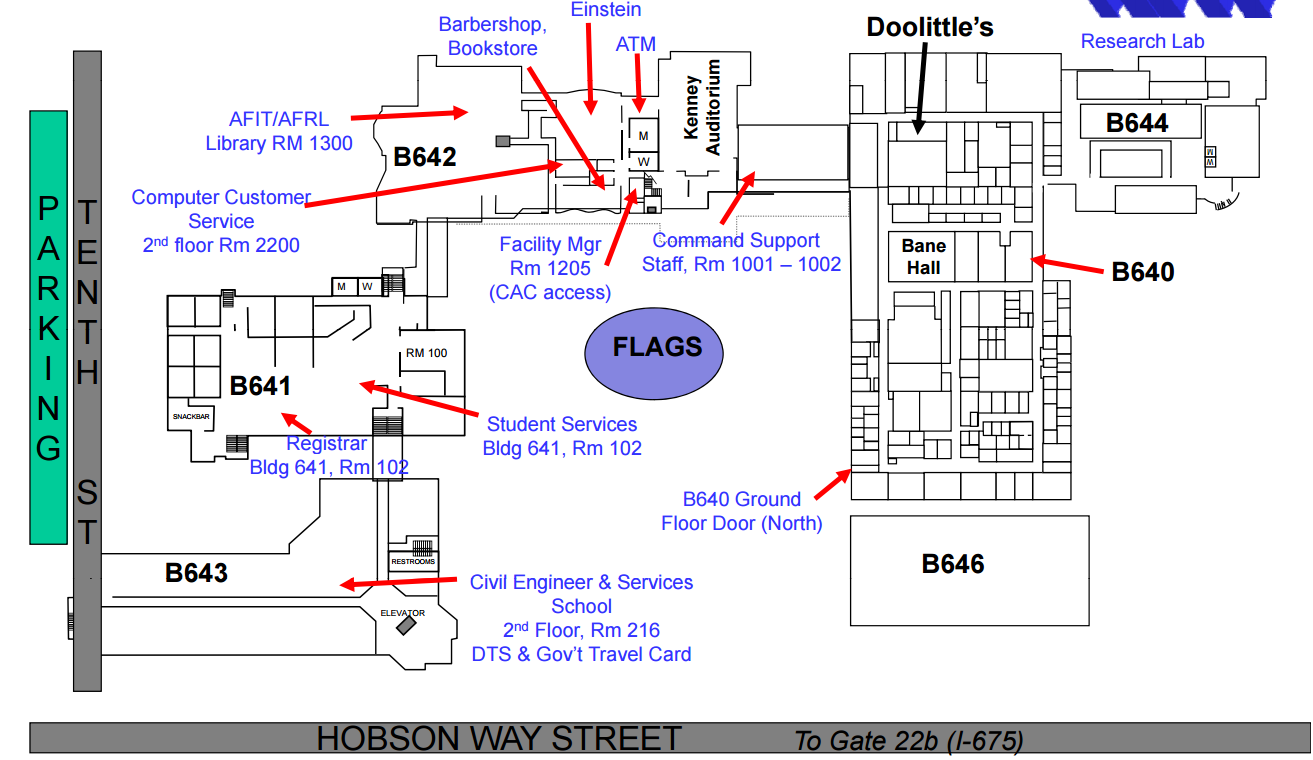 Einstein
Barbershop,
Bookstore
ATM
Doolittle’s
Research Lab
Kenney
Auditorium
AFIT/AFRL
Library RM 1300
B642
M
W
B644
M
W
Computer Customer
Service
2nd floor Rm 2200
Facility Mgr
Rm 1205
(CAC access)
Command Support
Staff, Rm 1001 – 1002
Bane
Hall
B640
PARKING
TENTH ST
M
W
FLAGS
RM 100
B641
SNACKBAR
Student Services
Bldg 641, Rm 102
Registrar
Bldg 641, Rm 102
B640 Ground
Floor Door (North)
B646
RESTROOMS
B643
Civil Engineer & Services
School
2nd Floor, Rm 216
DTS & Gov’t Travel Card
ELEVATOR
HOBSON WAY STREET
To Gate 22b (I-675)